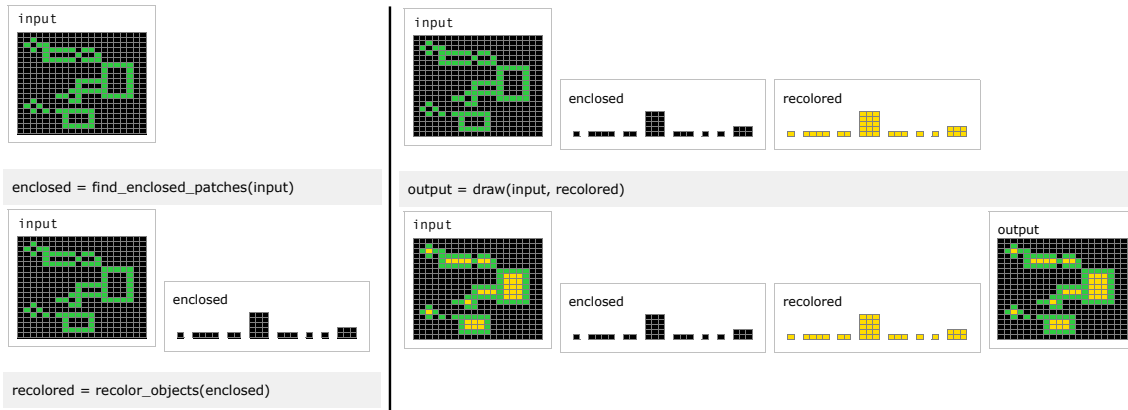 input
enclosed = find_enclosed_patches(input)
input
enclosed
recolored = recolor_objects(enclosed)
input
enclosed
recolored
output = draw(input, recolored)
input
enclosed
recolored
output